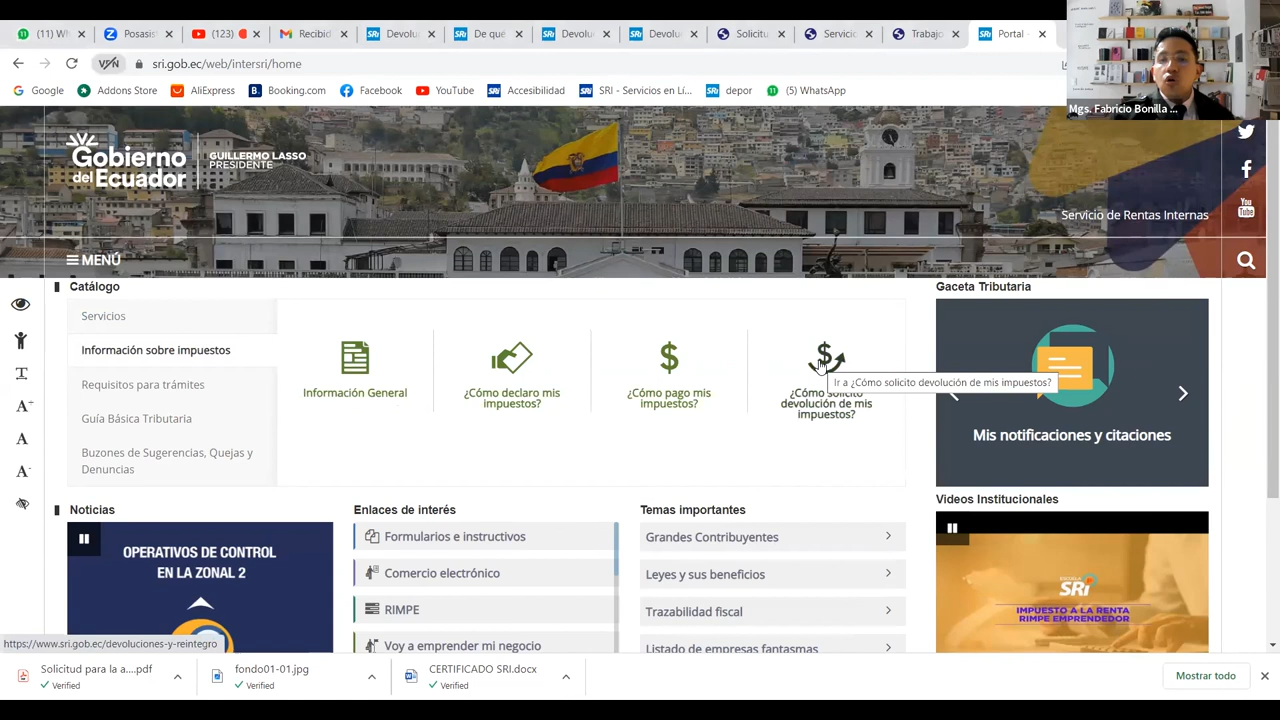 (11) Wh
Posasis
(123)
Recibid
Devolu
De qué
Devolu
Devolu
Solicitu
Servicio
Trabajo
Portal -
VPN
sri.gob.ec/web/intersri/home
Google
Addons Store
AliExpress
Booking.com
Facebook
YouTube
Accesibilidad
SRI - Servicios en Lí...
depor
(5) WhatsApp
Mgs. Fabricio Bonilla ...
Gobierno
del Ecuador
GUILLERMO LASSO
PRESIDENTE
Servicio de Rentas Internas
You
Tube
MENÚ
Catálogo
Servicios
Información sobre impuestos
Requisitos para trámites
Guía Básica Tributaria
Buzones de Sugerencias, Quejas y
Denuncias
Información General
¿Cómo declaro mis
impuestos?
¿Cómo pago mis
impuestos?
¿Cómo solicito
devolución de mis
impuestos?
Ir a ¿Cómo solicito devolución de mis impuestos?
Gaceta Tributaria
Mis notificaciones y citaciones
T
A+
A
A-
Noticias
OPERATIVOS DE CONTROL
EN LA ZONAL 2
Enlaces de interés
Formularios e instructivos
Comercio electrónico
RIMPE
Voy a emprender mi negocio
Temas importantes
Grandes Contribuyentes
Leyes y sus beneficios
Trazabilidad fiscal
Listado de empresas fantasmas
Videos Institucionales
ESCUELA
SRi
IMPUESTO A LA RENTA
RIMPE EMPRENDEDOR
https://www.sri.gob.ec/devoluciones-y-reintegro
Solicitud para la a....pdf
Verified
fondo01-01.jpg
Verified
CERTIFICADO SRI.docx
Verified
Mostrar todo